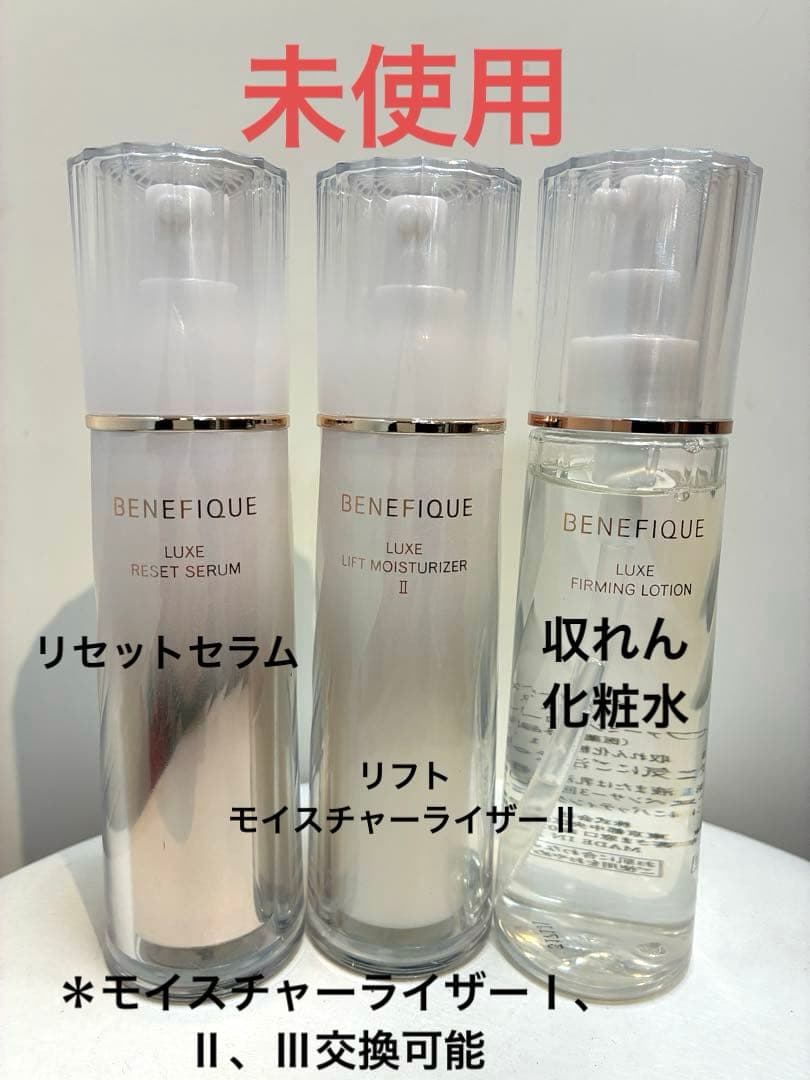 未使用
BENEFIQUE
LUXE
RESET SERUM
リセットセラム
BENEFIQUE
LUXE
LIFT MOISTURIZER
Ⅱ
リフト
モイスチャーライザーⅡ
BENEFIQUE
LUXE
FIRMING LOTION
収れん
化粧水
MADE IN
＊モイスチャーライザーⅠ、
Ⅱ、Ⅲ交換可能